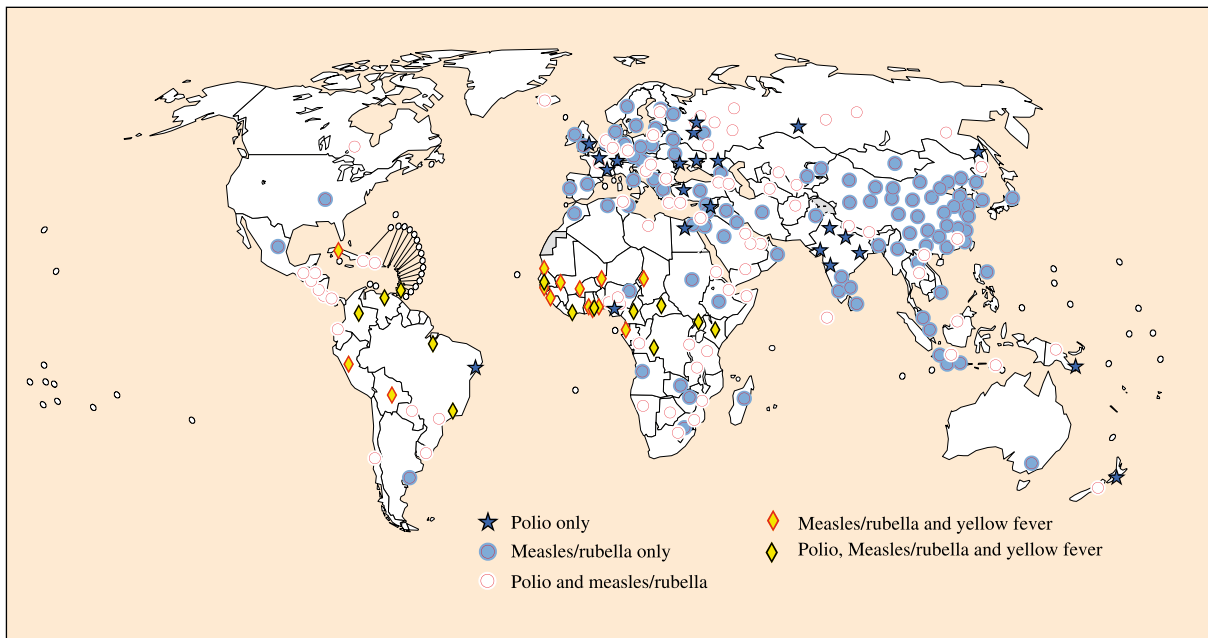 Polio only
Measles/rubella only
Polio and measles/rubella
Measles/rubella and yellow fever
Polio, Measles/rubella and yellow fever